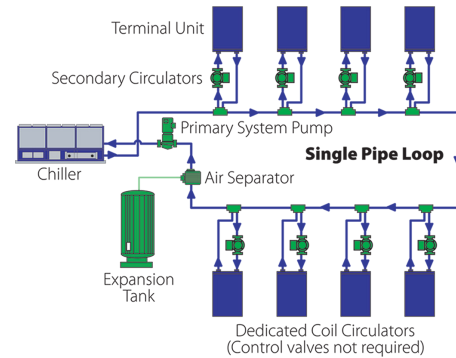 Terminal Unit
Secondary Circulators
Primary System Pump
Single Pipe Loop
Chiller
Air Separator
Expansion
Tank
Dedicated Coil Circulators
(Control valves not required)